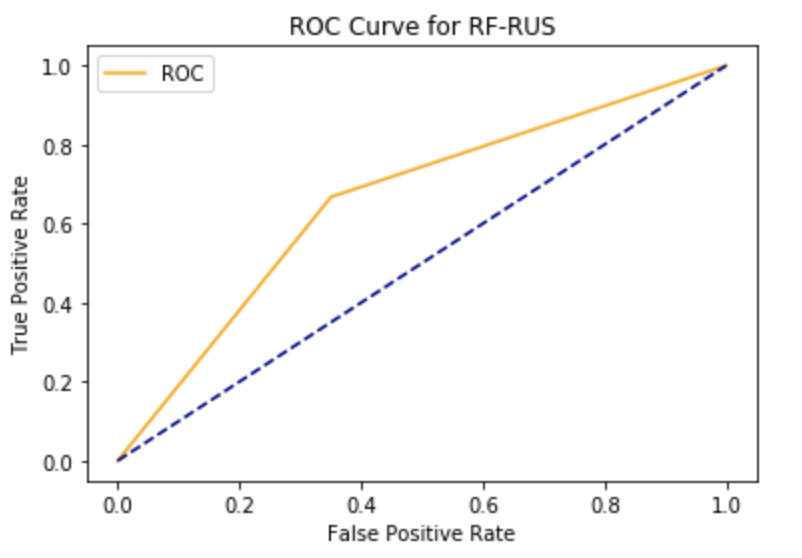 ROC Curve for RF-RUS
ROC
True Positive Rate
1.0
0.8
0.6
0.4
0.2
0.0
0.0 0.2 0.4 0.6 0.8 1.0
False Positive Rate